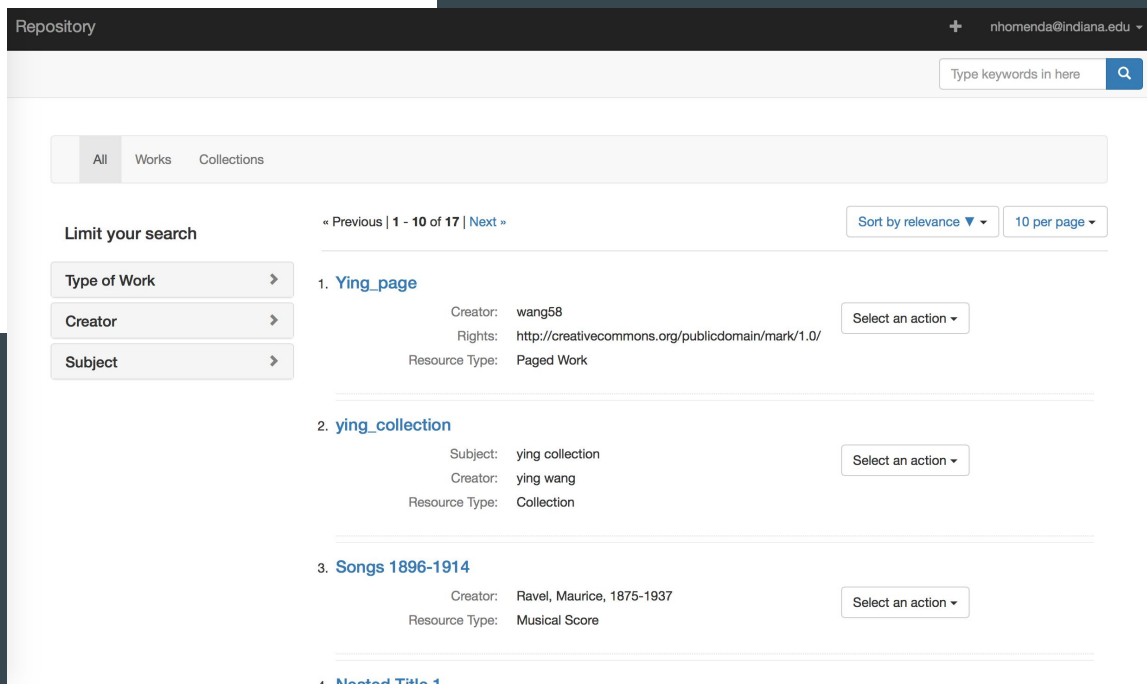 Repository
+ nhomenda@indiana.edu
Type keywords in here
All Works Collections
Limit your search
Type of Work
Creator
Subject
« Previous | 1 - 10 of 17 | Next »
Sort by relevance ▼
10 per page
1. Ying_page
Creator: wang58
Rights: http://creativecommons.org/publicdomain/mark/1.0/
Resource Type: Paged Work
Select an action
2. ying_collection
Subject: ying collection
Creator: ying wang
Resource Type: Collection
Select an action
3. Songs 1896-1914
Creator: Ravel, Maurice, 1875-1937
Resource Type: Musical Score
Select an action
4. Nested Title 1